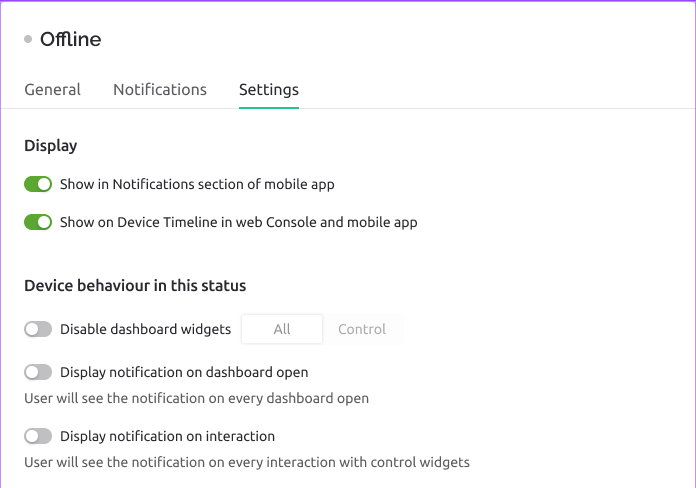 Offline
General Notifications Settings
Display
Show in Notifications section of mobile app
Show on Device Timeline in web Console and mobile app
Device behaviour in this status
Disable dashboard widgets All Control
Display notification on dashboard open
User will see the notification on every dashboard open
Display notification on interaction
User will see the notification on every interaction with control widgets